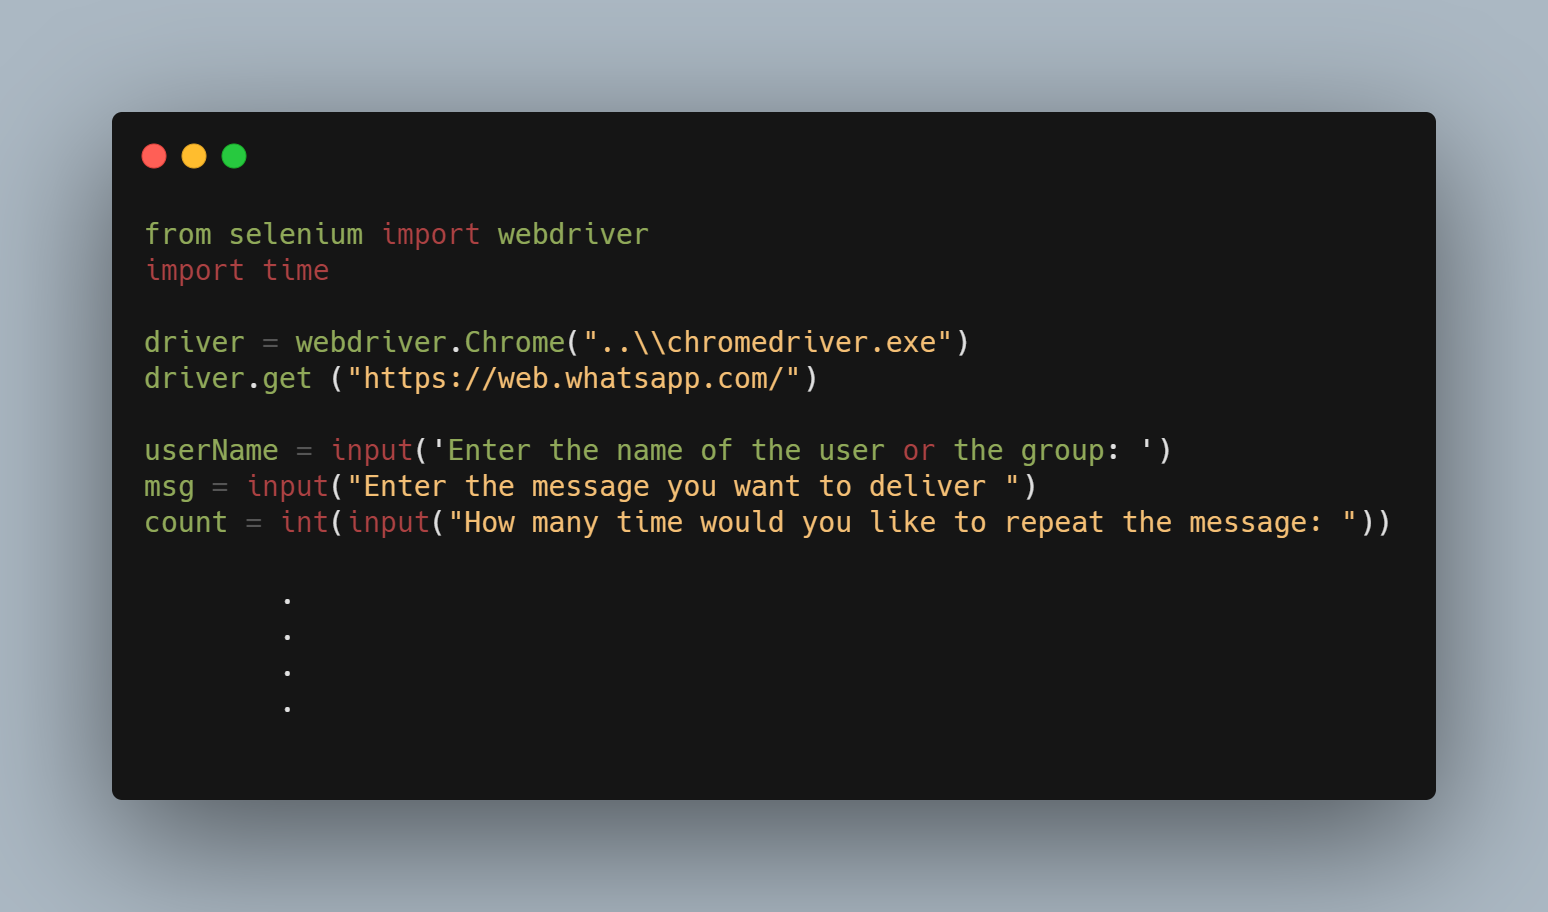 from selenium import webdriver
import time
driver = webdriver.Chrome("..\\chromedriver.exe")
driver.get ("https://web.whatsapp.com/")
userName = input('Enter the name of the user or the group: ')
msg = input("Enter the message you want to deliver ")
count = int(input("How many time would you like to repeat the message: "))
.
.
.
.